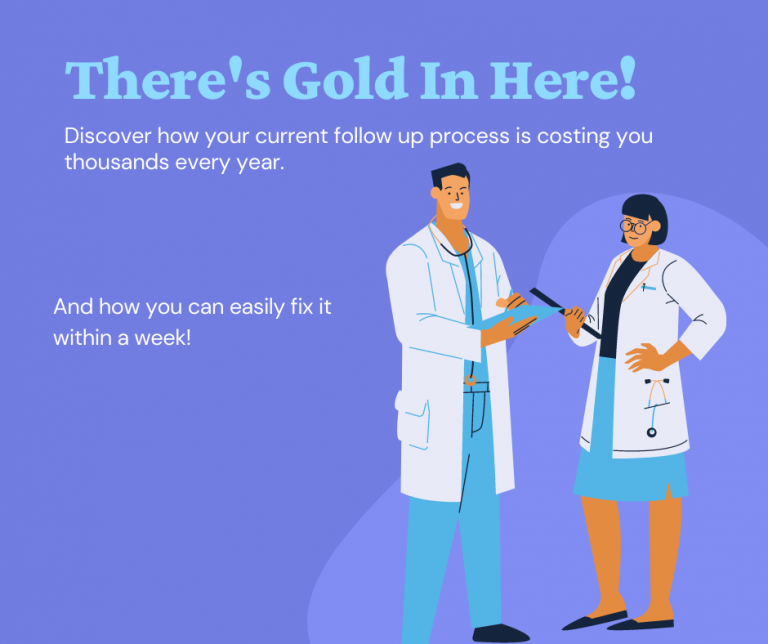 There's Gold In Here!
Discover how your current follow up process is costing you
thousands every year.
And how you can easily fix it
within a week!